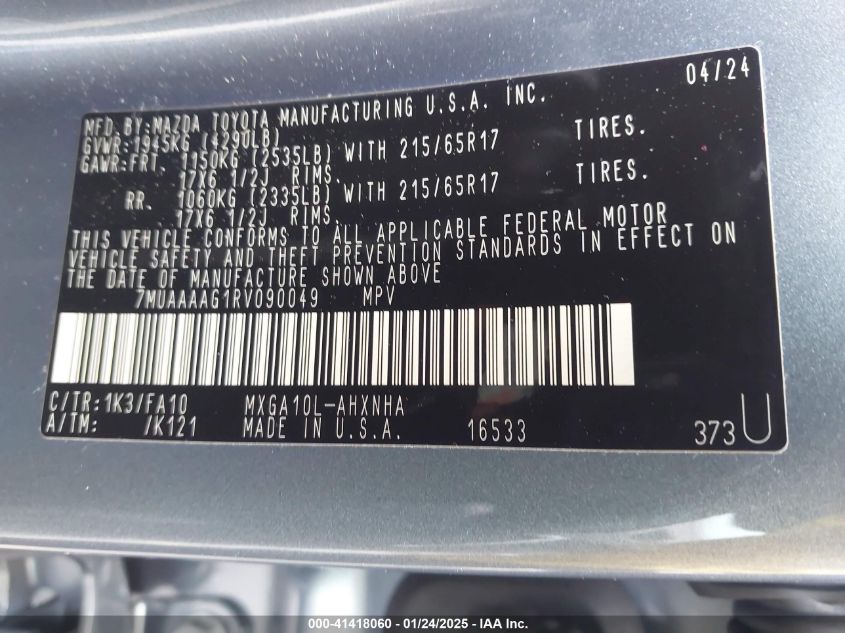 04/24
MFD.BY:MAZDA TOYOTA MANUFACTURING U.S.A. INC.
GVWR:1945KG (4290LB)
GAWR:FRT. 1150KG (2535LB) WITH 215/65R17 TIRES.
17X6 1/2J RIMS.
RR. 1060KG (2335LB) WITH 215/65R17 TIRES.
17X6 1/2J RIMS.
THIS VEHICLE CONFORMS TO ALL APPLICABLE FEDERAL MOTOR
VEHICLE SAFETY AND THEFT PREVENTION STANDARDS IN EFFECT ON
THE DATE OF MANUFACTURE SHOWN ABOVE
7MUAAAAG1RV090049 MPV
C/TR:1K3/FA10 MXGA10L-AHXNHA
A/TM: /K121 MADE IN U.S.A. 16533 373U
000-41418060 - 01/24/2025 - IAA Inc.